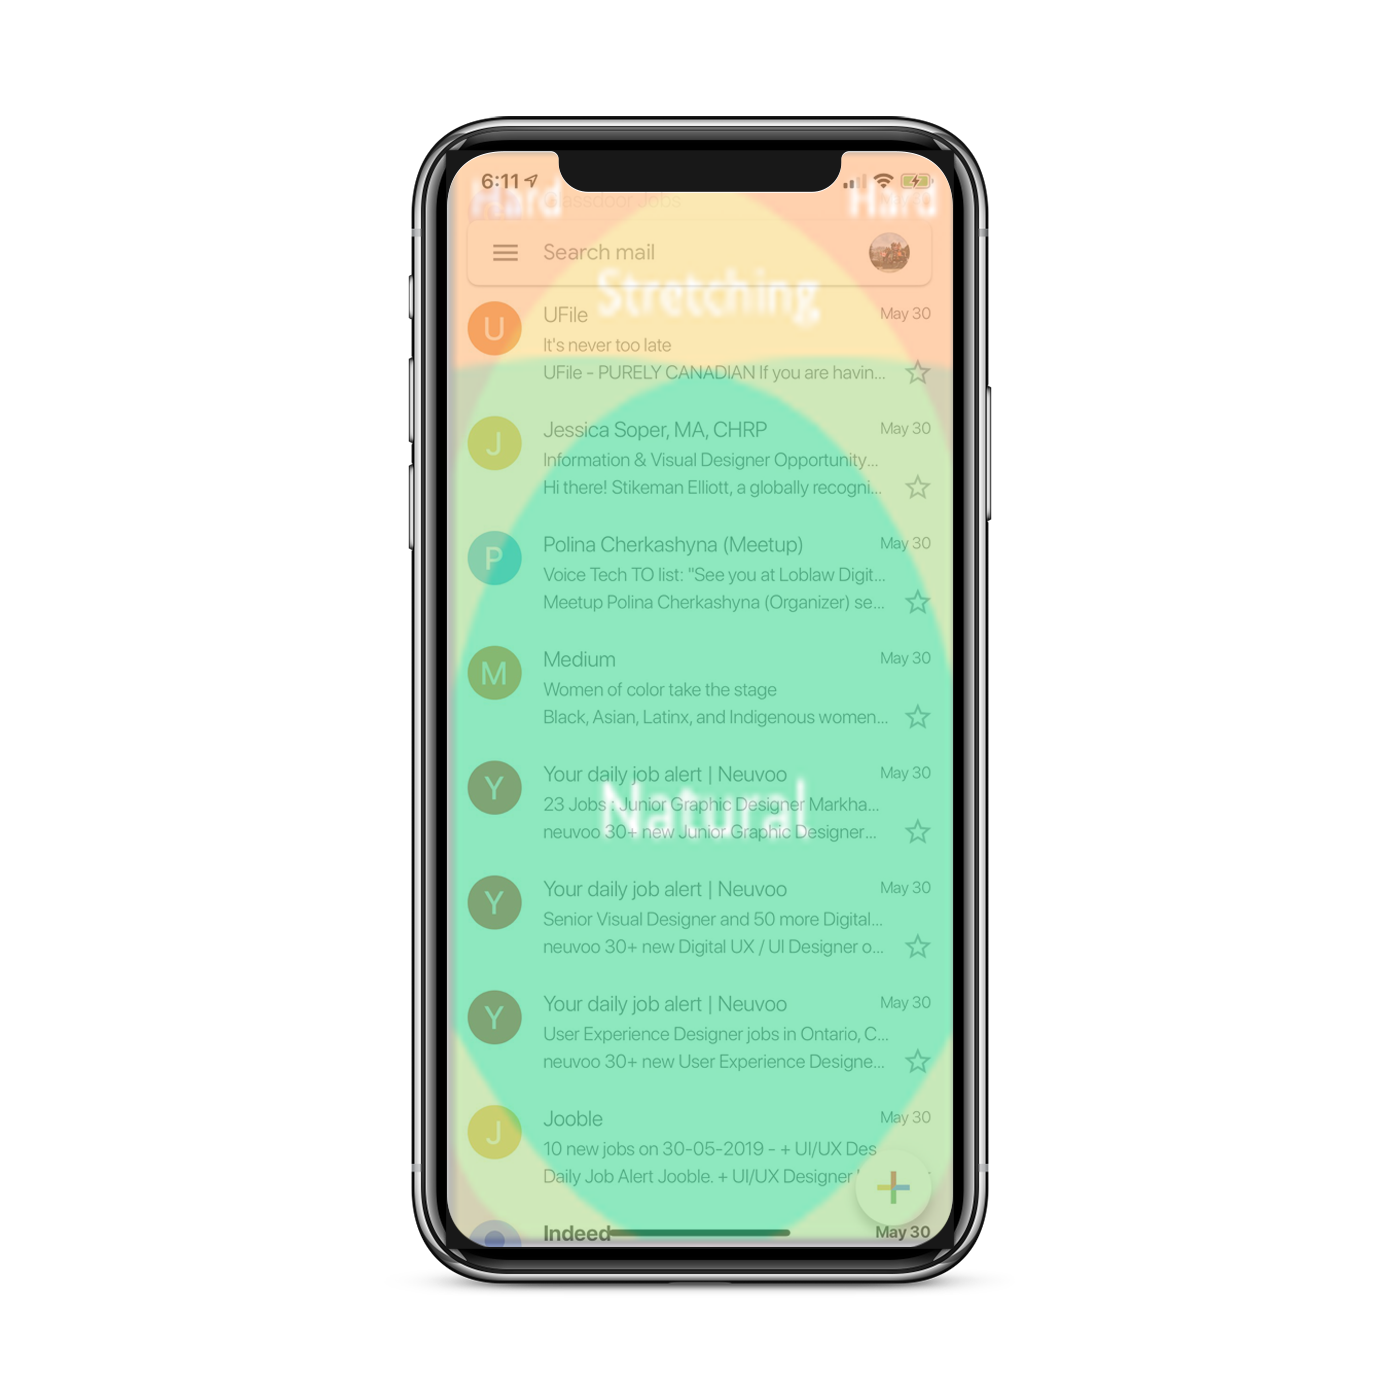 6:11
Hard
Hard
Glassdoor Jobs
Search mail
Stretching
U
UFile
May 30
It's never too late
UFile - PURELY CANADIAN If you are havin...
J
Jessica Soper, MA, CHRP
May 30
Information & Visual Designer Opportunity...
Hi there! Stikeman Elliott, a globally recogni...
P
Polina Cherkashyna (Meetup)
May 30
Voice Tech TO list: "See you at Loblaw Digit...
Meetup Polina Cherkashyna (Organizer) se...
M
Medium
May 30
Women of color take the stage
Black, Asian, Latinx, and Indigenous women...
Y
Your daily job alert | Neuvoo
May 30
23 Jobs : Junior Graphic Designer Markha...
Natural
neuvoo 30+ new Junior Graphic Designer...
Y
Your daily job alert | Neuvoo
May 30
Senior Visual Designer and 50 more Digital...
neuvoo 30+ new Digital UX / UI Designer o...
Y
Your daily job alert | Neuvoo
May 30
User Experience Designer jobs in Ontario, C...
neuvoo 30+ new User Experience Designe...
J
Jooble
May 30
10 new jobs on 30-05-2019 - + UI/UX Des
Daily Job Alert Jooble. + UI/UX Designer
Indeed
May 30